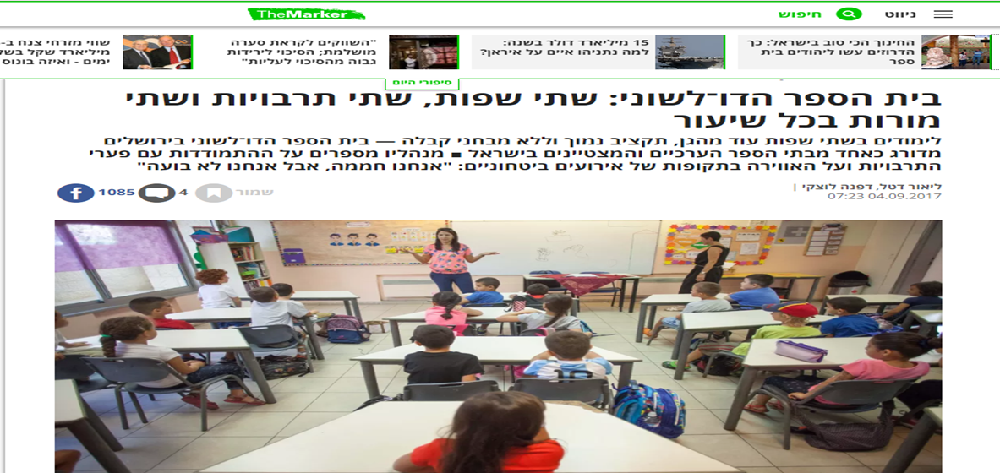 TheMarker
ניווט
חיפוש
החינוך הכי טוב בישראל: כך
הדרוזים עשו ליהודים בית
ספר
15 מיליארד דולר בשנה:
למה נתניהו איים על איראן?
"השווקים לקראת סערה
מושלמת; הסיכוי לירידות
גבוה מהסיכוי לעליות"
שווי מזרחי צנח ב-
מיליארד שקל בשל
ימים - ואיזה בונוס
סיפורי היום
בית הספר הדו־לשוני: שתי שפות, שתי תרבויות ושתי
מורות בכל שיעור
לימודים בשתי שפות עוד מהגן, תקציב נמוך וללא מבחני קבלה — בית הספר הדו־לשוני בירושלים
מדורג כאחד מבתי הספר הערכיים והמצטיינים בישראל ■ מנהליו מספרים על ההתמודדות עם פערי
התרבויות ועל האווירה בתקופות של אירועים ביטחוניים: "אנחנו חממה, אבל אנחנו לא בועה"
ליאור דטל, דפנה לוצקי |
04.09.2017 07:23
שמור
4
1085